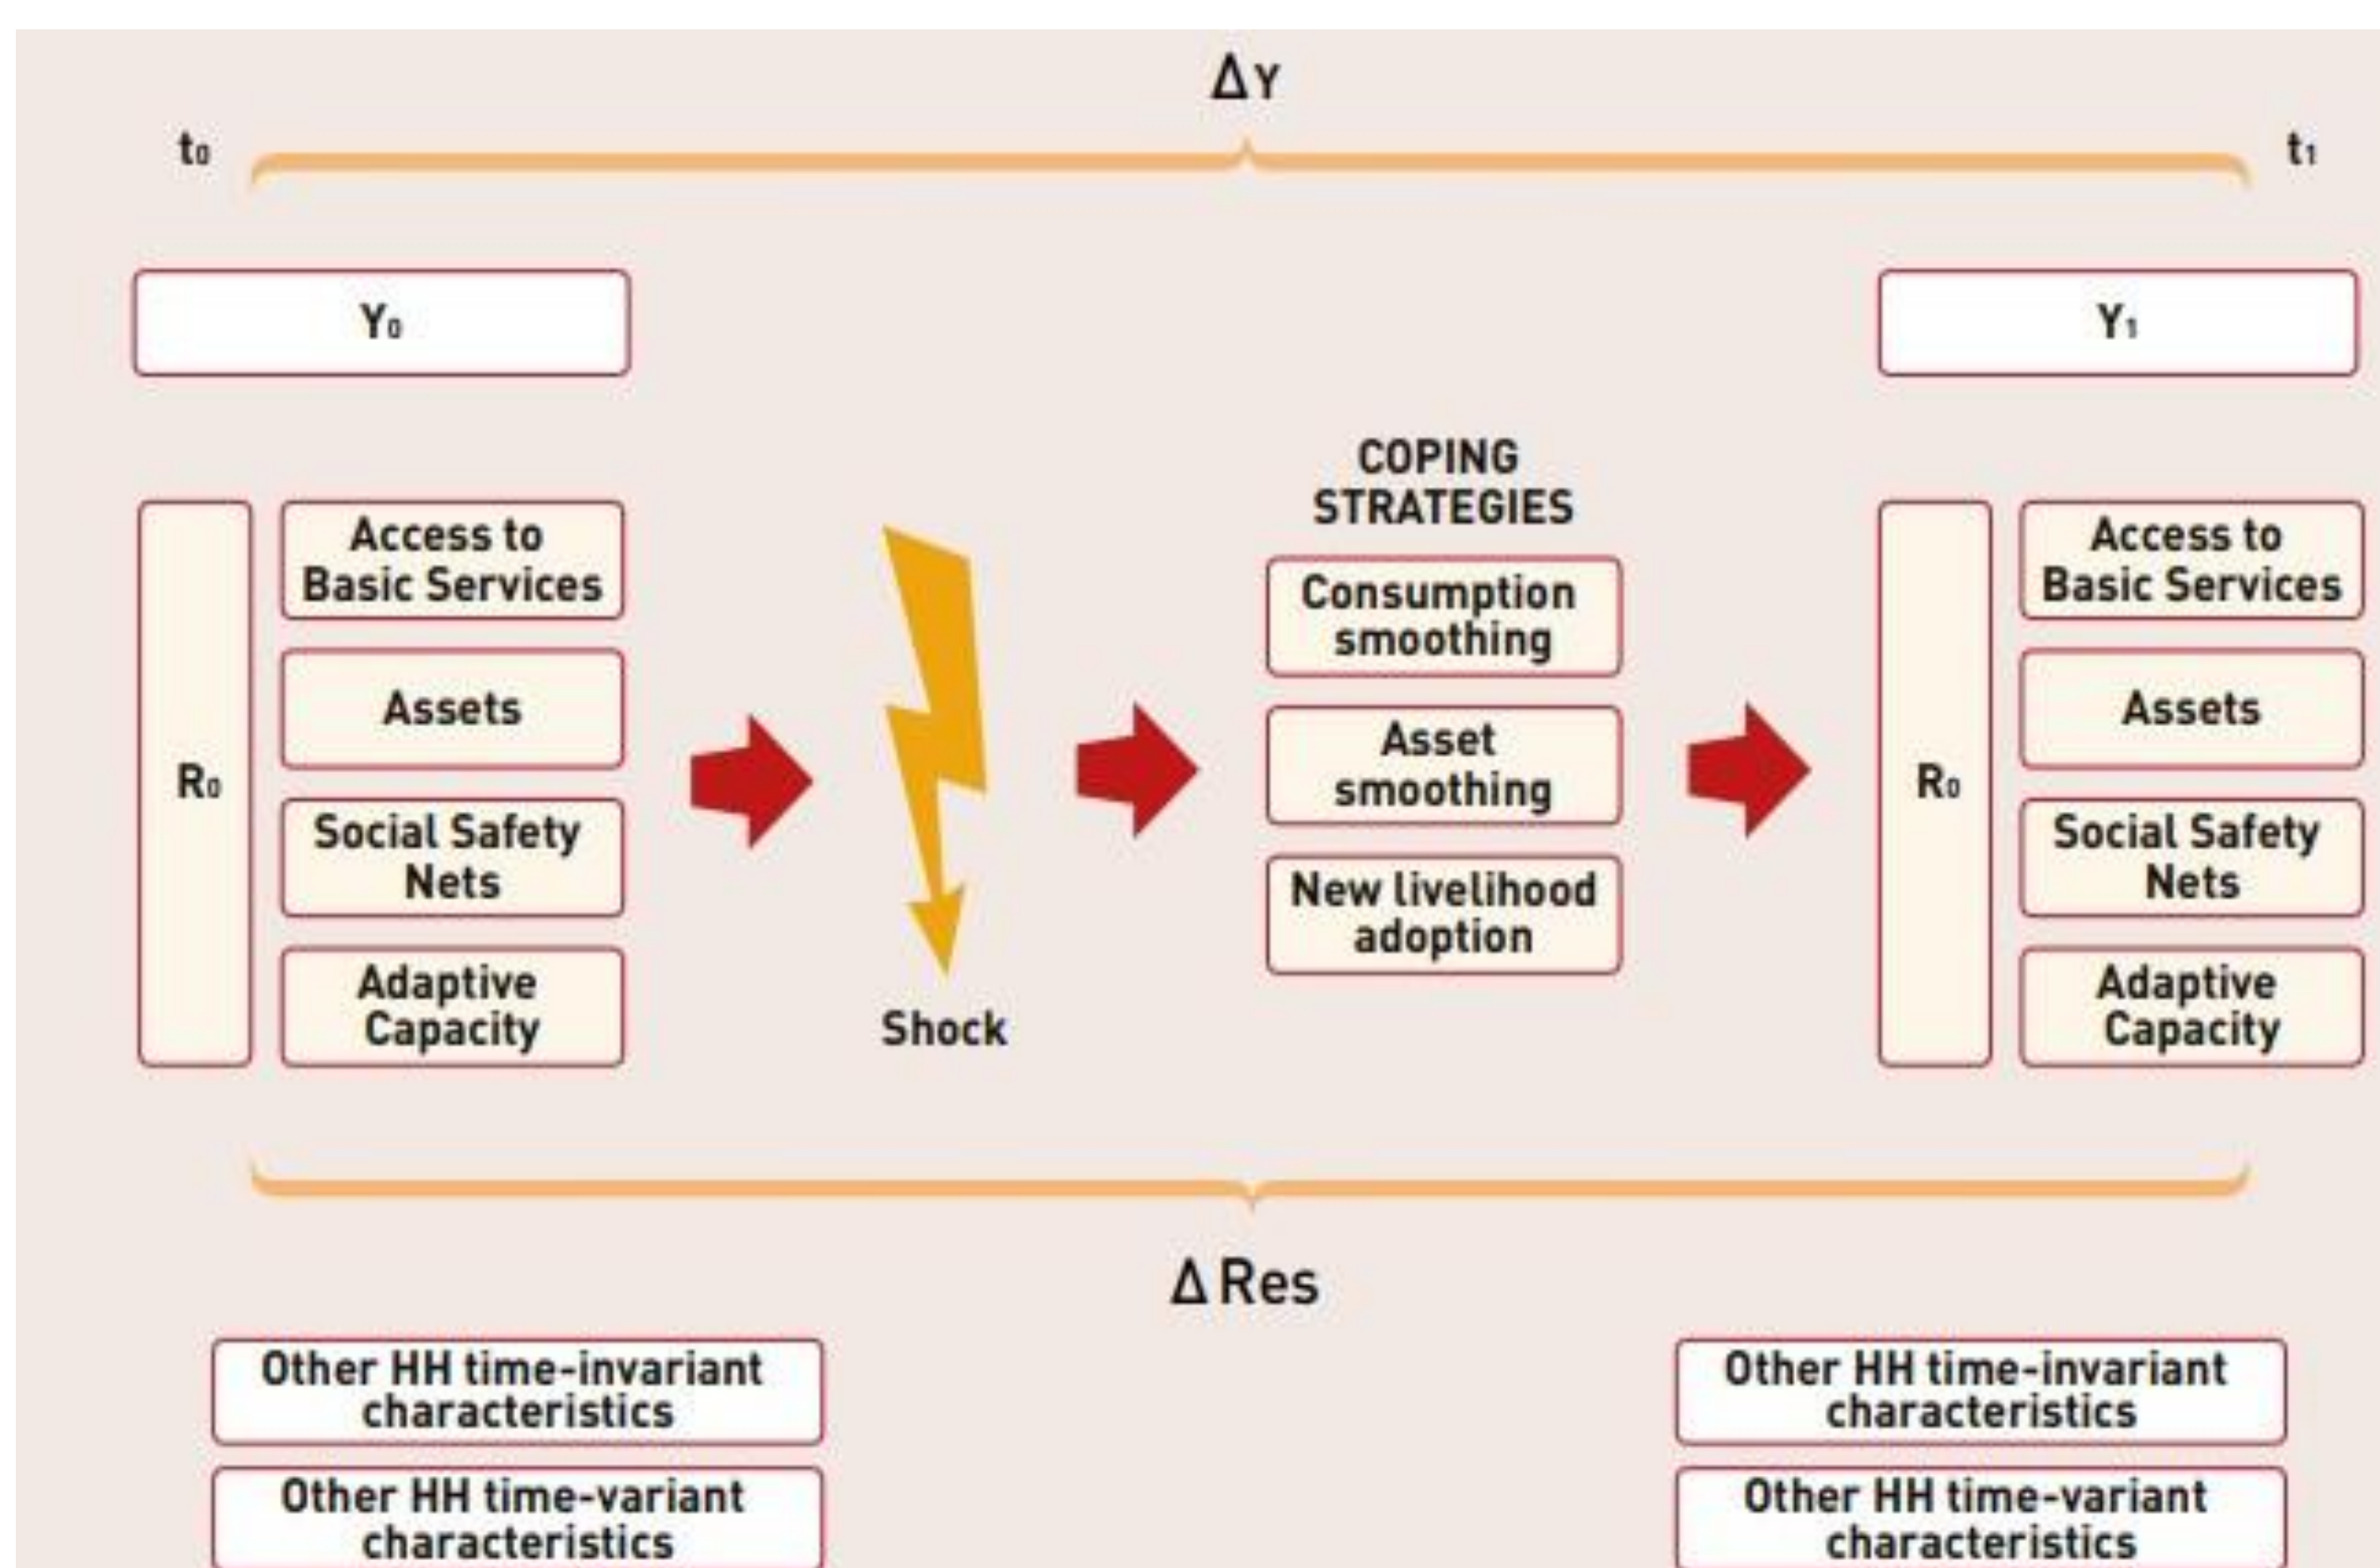 ΔY
t0
t1
Y0
Y1
COPING
STRATEGIES
R0
Access to
Basic Services
Assets
Social Safety
Nets
Adaptive
Capacity
Shock
Consumption
smoothing
Asset
smoothing
New livelihood
adoption
R0
Access to
Basic Services
Assets
Social Safety
Nets
Adaptive
Capacity
Δ Res
Other HH time-invariant
characteristics
Other HH time-variant
characteristics
Other HH time-invariant
characteristics
Other HH time-variant
characteristics